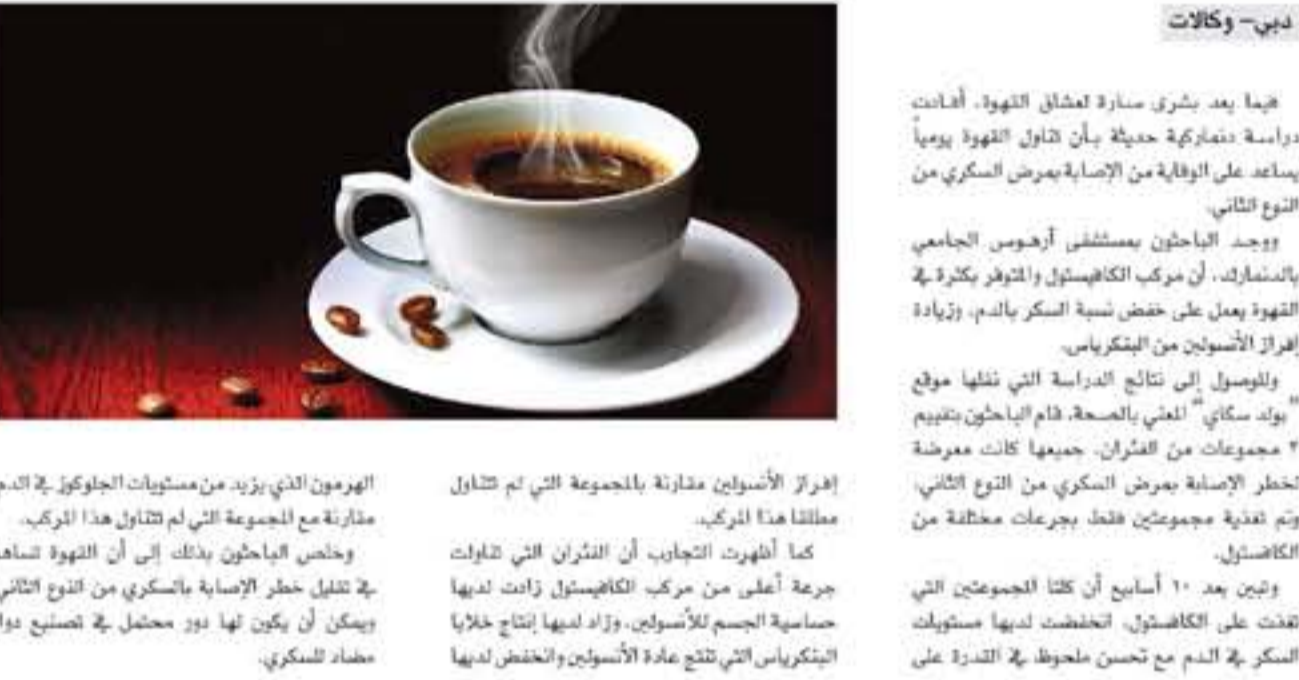 دبي- وكالات
فيما يعد بشرى سارة لعشاق القهوة، أفادت
دراسة دنماركية حديثة بأن تناول القهوة يومياً
يساعد على الوقاية من الإصابة بمرض السكري من
النوع الثاني.
ووجد الباحثون بمستشفى أرهوس الجامعي
بالدنمارك، أن مركب الكافيستول والمتوفر بكثرة في
القهوة يعمل على خفض نسبة السكر بالدم، وزيادة
إفراز الأنسولين من البنكرياس.
وللوصول إلى نتائج الدراسة التي نقلها موقع
"بولد سكاي" المعني بالصحة، قام الباحثون بتقييم
٣ مجموعات من الفئران، جميعها كانت معرضة
لخطر الإصابة بمرض السكري من النوع الثاني،
وتم تغذية مجموعتين فقط بجرعات مختلفة من
الكافستول.
وتبين بعد ١٠ أسابيع أن كلتا المجموعتين التي
تغذت على الكافستول، انخفضت لديها مستويات
السكر في الدم مع تحسن ملحوظ في القدرة على
إفراز الأنسولين مقارنة بالمجموعة التي لم تتناول
مطلقا هذا المركب.
كما أظهرت التجارب أن الفئران التي تناولت
جرعة أعلى من مركب الكافيستول زادت لديها
حساسية الجسم للأنسولين، وزاد لديها إنتاج خلايا
البنكرياس التي تنتج عادة الأنسولين وانخفض لديها
الهرمون الذي يزيد من مستويات الجلوكوز في الدم
مقارنة مع المجموعة التي لم تتناول هذا المركب.
وخلص الباحثون بذلك إلى أن القهوة تساهم
في تقليل خطر الإصابة بالسكري من النوع الثاني
ويمكن أن يكون لها دور محتمل في تصنيع دوا
مضاد للسكري.